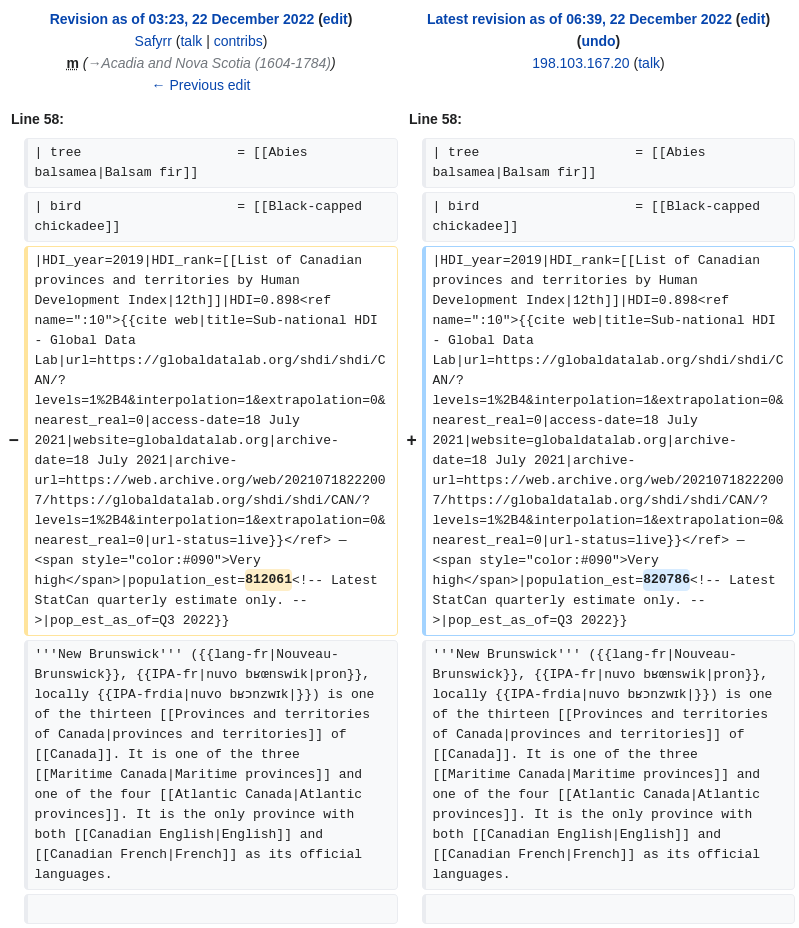 Revision as of 03:23, 22 December 2022 (edit)
Safyrr (talk | contribs)
m (→Acadia and Nova Scotia (1604-1784))
← Previous edit
Latest revision as of 06:39, 22 December 2022 (edit)
(undo)
198.103.167.20 (talk)
Line 58:
Line 58:
| tree                    = [[Abies
balsamea|Balsam fir]]
| tree                    = [[Abies
balsamea|Balsam fir]]
| bird                    = [[Black-capped
chickadee]]
| bird                    = [[Black-capped
chickadee]]
−
|HDI_year=2019|HDI_rank=[[List of Canadian
provinces and territories by Human
Development Index|12th]]|HDI=0.898<ref
name=":10">{{cite web|title=Sub-national HDI
- Global Data
Lab|url=https://globaldatalab.org/shdi/shdi/C
AN/?
levels=1%2B4&interpolation=1&extrapolation=0&
nearest_real=0|access-date=18 July
2021|website=globaldatalab.org|archive-
date=18 July 2021|archive-
url=https://web.archive.org/web/2021071822200
7/https://globaldatalab.org/shdi/shdi/CAN/?
levels=1%2B4&interpolation=1&extrapolation=0&
nearest_real=0|url-status=live}}</ref> —
<span style="color:#090">Very
high</span>|population_est=812061<!-- Latest
StatCan quarterly estimate only. --
>|pop_est_as_of=Q3 2022}}
+
|HDI_year=2019|HDI_rank=[[List of Canadian
provinces and territories by Human
Development Index|12th]]|HDI=0.898<ref
name=":10">{{cite web|title=Sub-national HDI
- Global Data
Lab|url=https://globaldatalab.org/shdi/shdi/C
AN/?
levels=1%2B4&interpolation=1&extrapolation=0&
nearest_real=0|access-date=18 July
2021|website=globaldatalab.org|archive-
date=18 July 2021|archive-
url=https://web.archive.org/web/2021071822200
7/https://globaldatalab.org/shdi/shdi/CAN/?
levels=1%2B4&interpolation=1&extrapolation=0&
nearest_real=0|url-status=live}}</ref> —
<span style="color:#090">Very
high</span>|population_est=820786<!-- Latest
StatCan quarterly estimate only. --
>|pop_est_as_of=Q3 2022}}
'''New Brunswick''' ({{lang-fr|Nouveau-
Brunswick}}, {{IPA-fr|nuvo bʁœnswik|pron}},
locally {{IPA-frdia|nuvo bʁɔnzwɪk|}}) is one
of the thirteen [[Provinces and territories
of Canada|provinces and territories]] of
[[Canada]]. It is one of the three
[[Maritime Canada|Maritime provinces]] and
one of the four [[Atlantic Canada|Atlantic
provinces]]. It is the only province with
both [[Canadian English|English]] and
[[Canadian French|French]] as its official
languages.
'''New Brunswick''' ({{lang-fr|Nouveau-
Brunswick}}, {{IPA-fr|nuvo bʁœnswik|pron}},
locally {{IPA-frdia|nuvo bʁɔnzwɪk|}}) is one
of the thirteen [[Provinces and territories
of Canada|provinces and territories]] of
[[Canada]]. It is one of the three
[[Maritime Canada|Maritime provinces]] and
one of the four [[Atlantic Canada|Atlantic
provinces]]. It is the only province with
both [[Canadian English|English]] and
[[Canadian French|French]] as its official
languages.